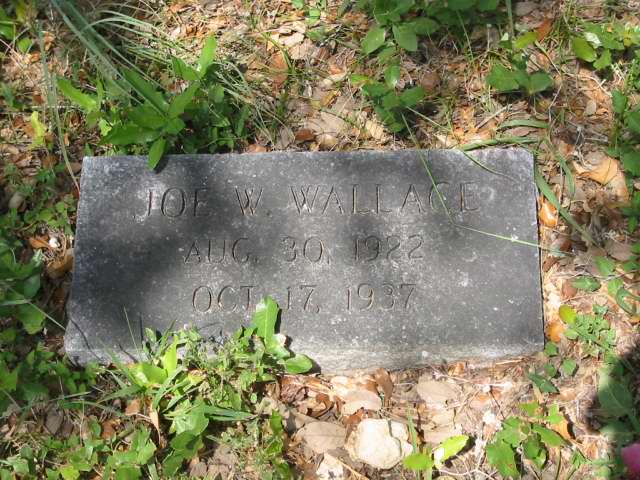 JOE W. WALLACE
AUG. 30, 1922
OCT. 17, 1937